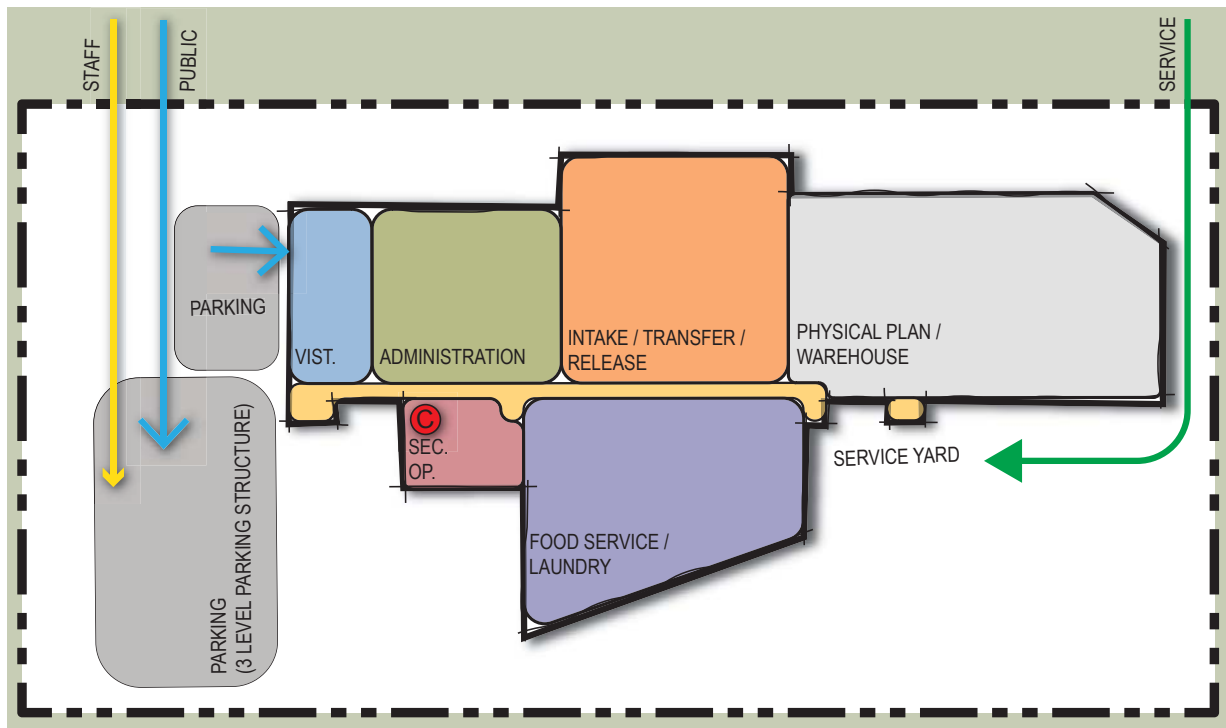 STAFF
PUBLIC
SERVICE
PARKING
VIST.
ADMINISTRATION
INTAKE / TRANSFER /
RELEASE
PHYSICAL PLAN /
WAREHOUSE
C
SEC.
OP.
SERVICE YARD
FOOD SERVICE /
LAUNDRY
PARKING
(3 LEVEL PARKING STRUCTURE)